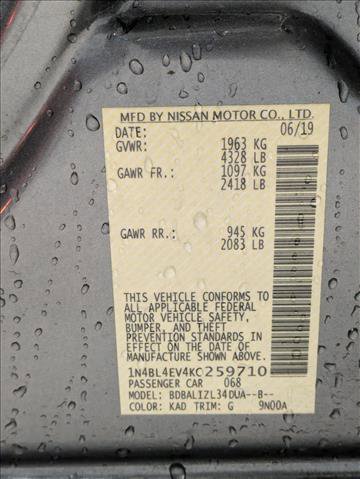 MFD BY NISSAN MOTOR CO., LTD.
DATE: 06/19
GVWR: 1963 KG
4328 LB
GAWR FR: 1097 KG
2418 LB
GAWR RR: 945 KG
2083 LB
THIS VEHICLE CONFORMS TO
ALL APPLICABLE FEDERAL
MOTOR VEHICLE SAFETY,
BUMPER, AND THEFT
PREVENTION STANDARDS
IN EFFECT ON THE DATE OF
MANUFACTURE SHOWN ABOVE.
1N4BL4EV4KC259710
PASSENGER CAR 068
MODEL: BDBALIZL34DUA--B--
COLOR: KAD TRIM: G 9N00A